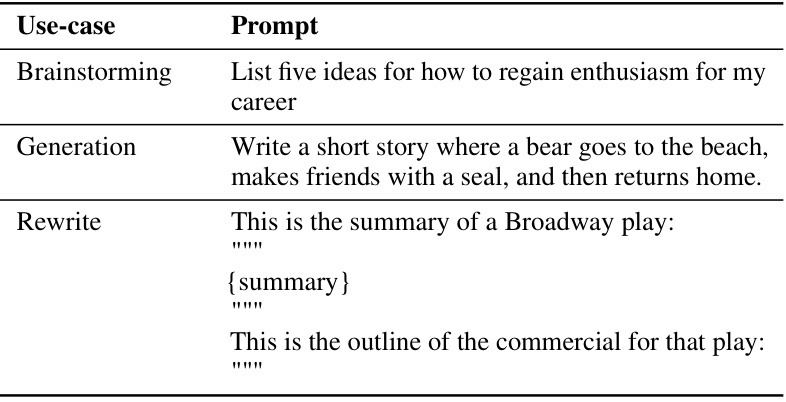 Use-case Prompt
Brainstorming List five ideas for how to regain enthusiasm for my
career
Generation Write a short story where a bear goes to the beach,
makes friends with a seal, and then returns home.
Rewrite This is the summary of a Broadway play:
"""
{summary}
"""
This is the outline of the commercial for that play:
"""